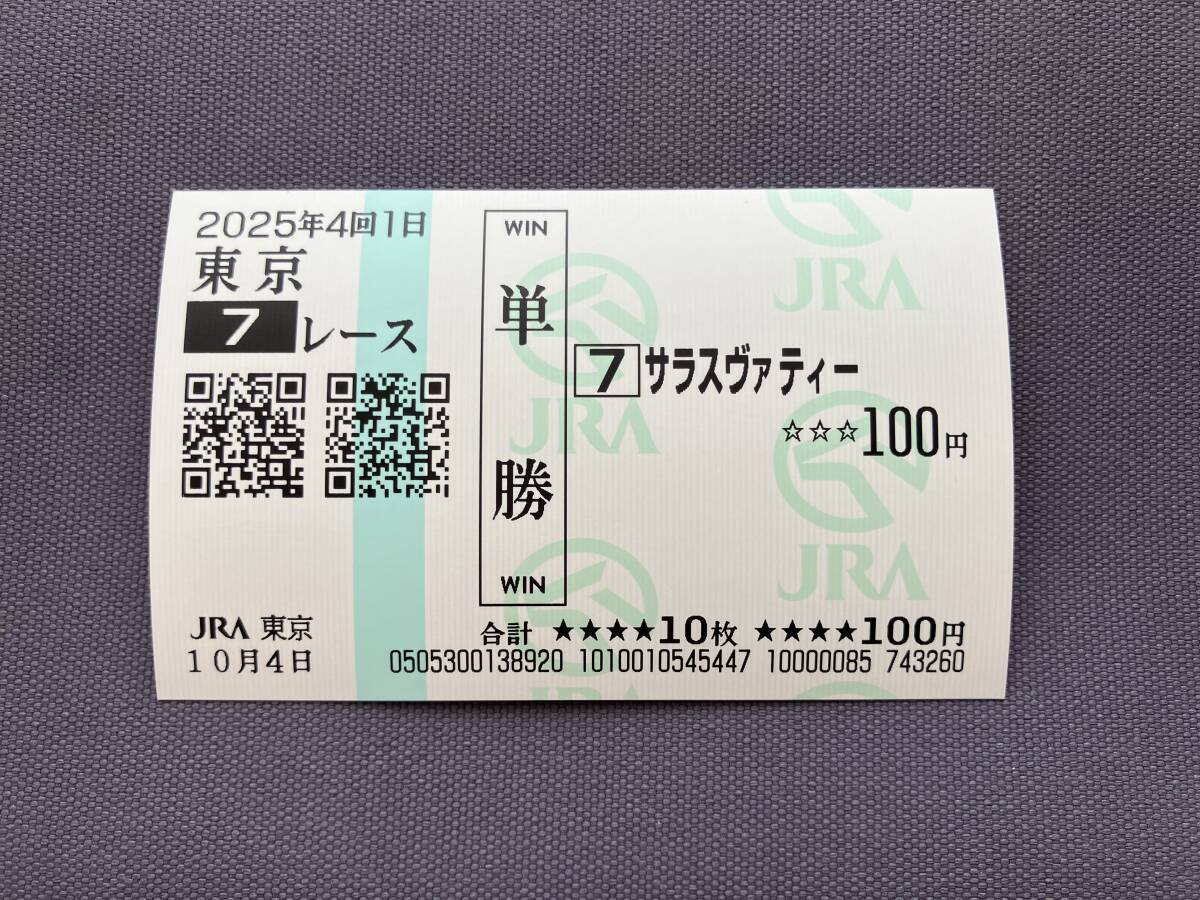 2025年4回1日
東京
7レース
WIN
単勝
WIN
7 サラスヴァティー
☆☆☆100円
JRA
JRA
JRA
JRA 東京
10月4日
合計 ★★★★10枚 ★★★★100円
0505300138920 1010010545447 10000085 743260